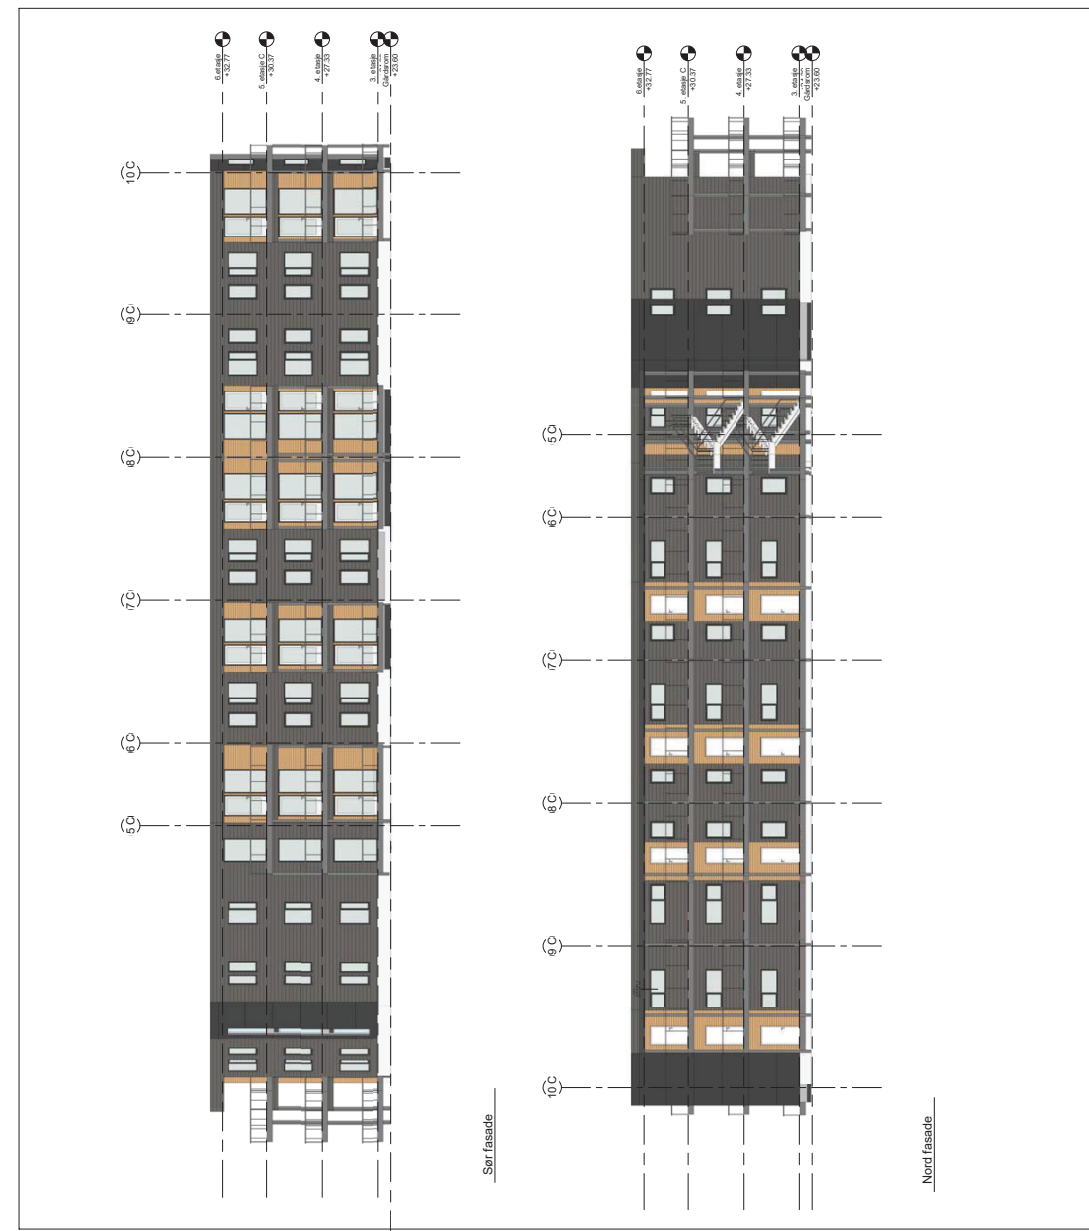 6.etasje
+32.77
5. etasje C
+30.37
4. etasje
+27.33
3. etasje
Gårdsrom
+23.60
10 C
9 C
8 C
7 C
6 C
5 C
Sør fasade
6.etasje
+32.77
5. etasje C
+30.37
4. etasje
+27.33
3. etasje
Gårdsrom
+23.60
5 C
6 C
7 C
8 C
9 C
10 C
Nord fasade